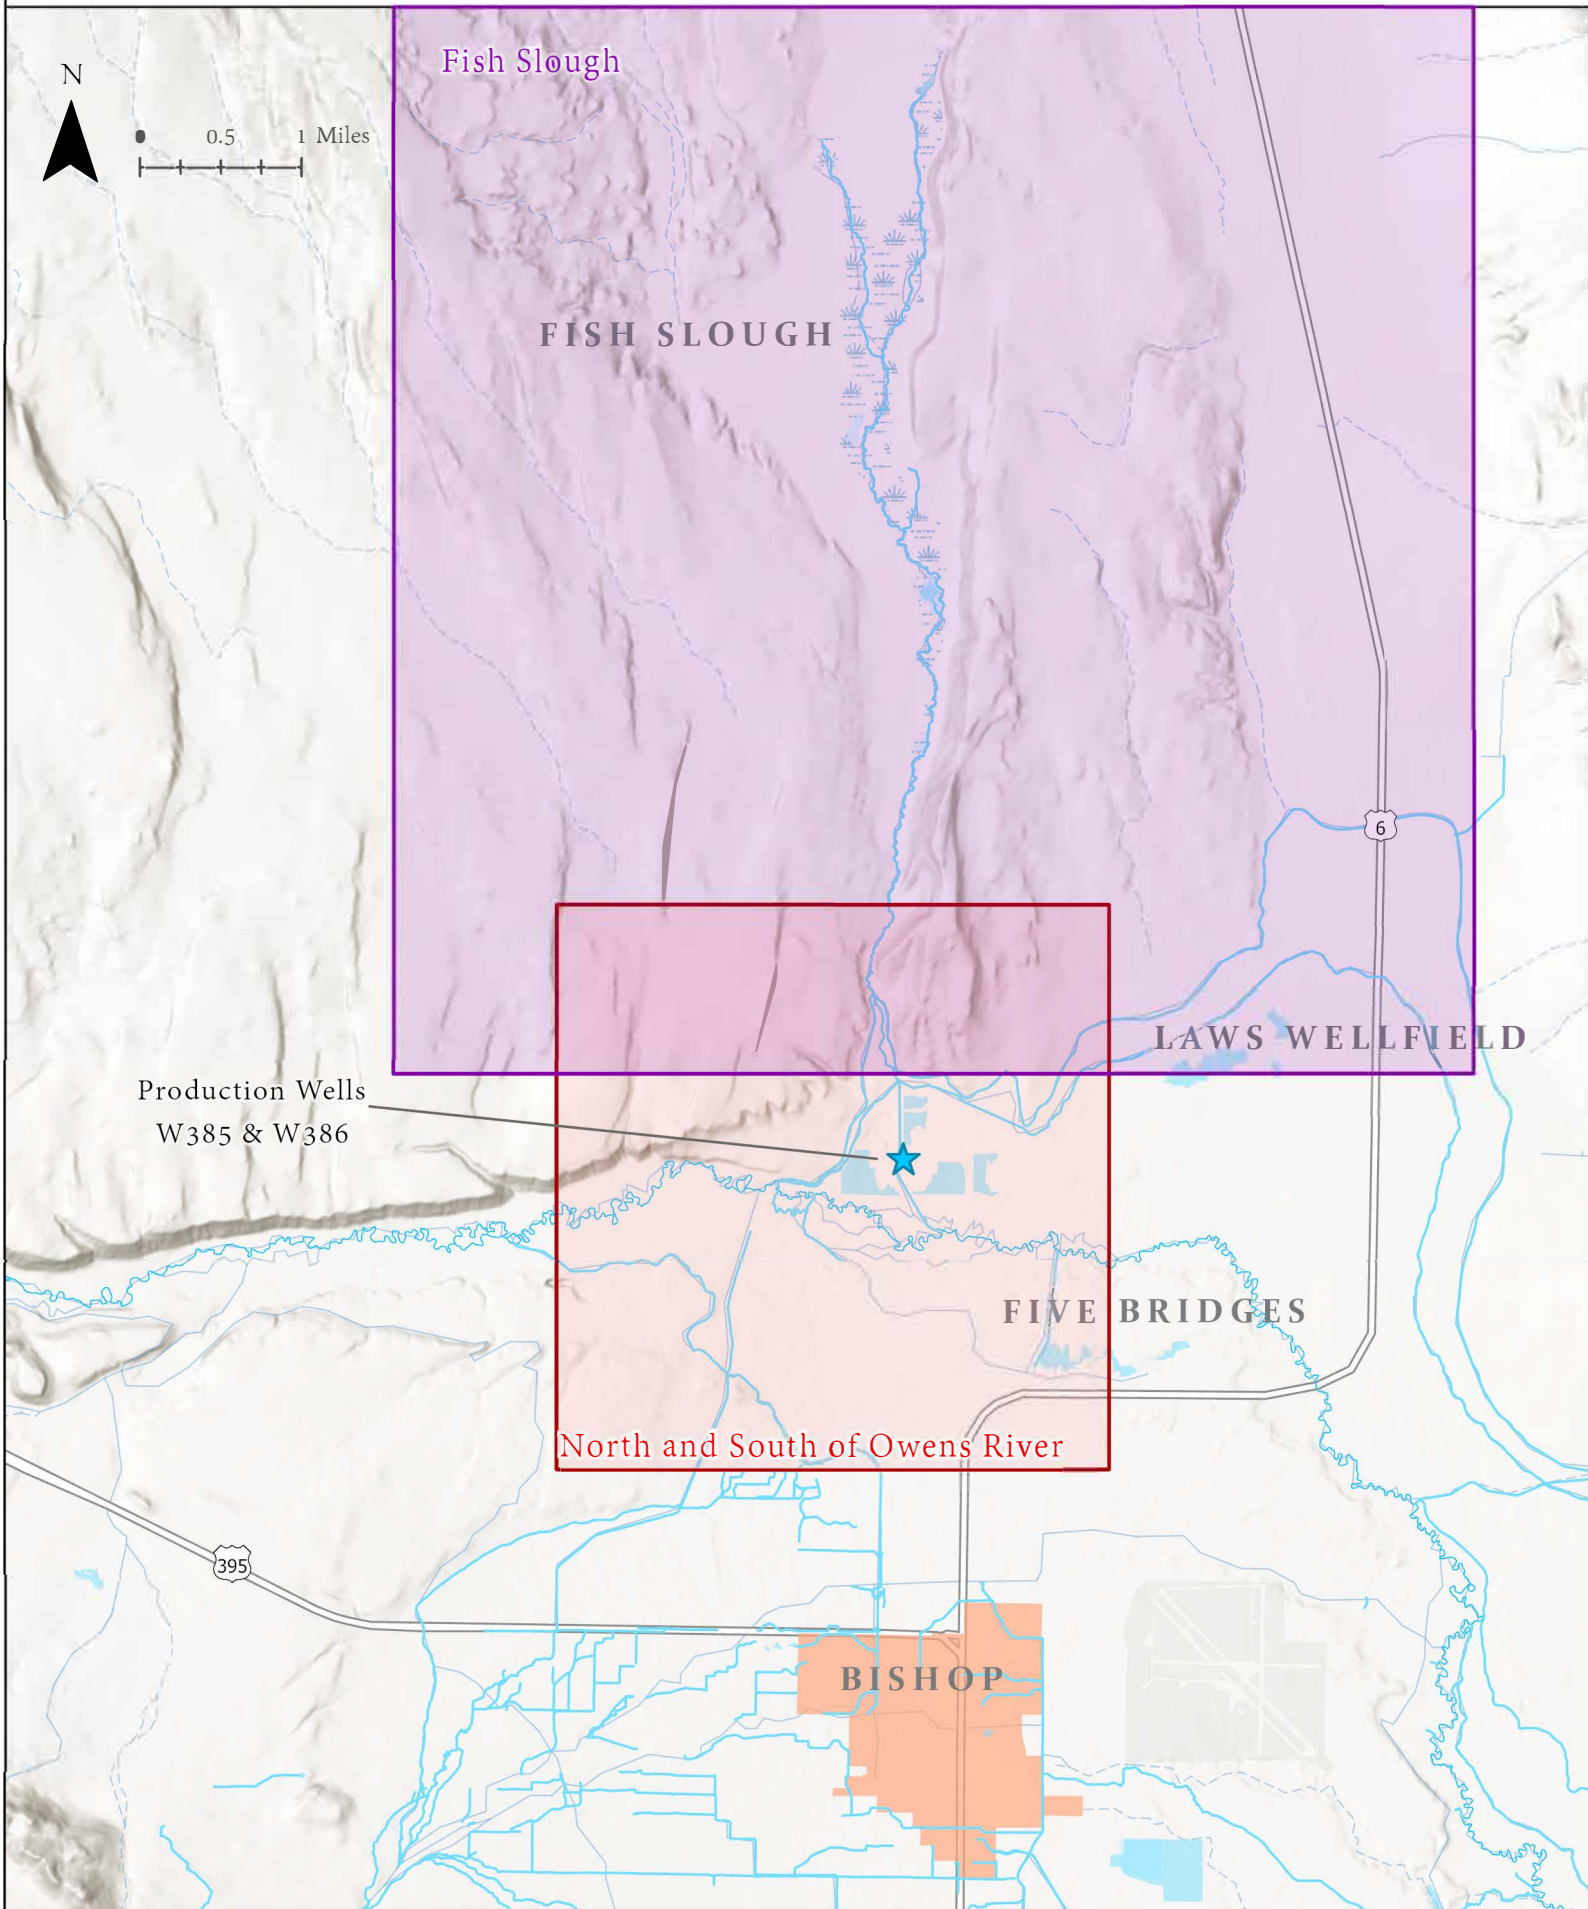 Fish Slough
N
0 0.5 1 Miles
FISH SLOUGH
6
LAWS WELLFIELD
Production Wells
W385 & W386
FIVE BRIDGES
North and South of Owens River
395
BISHOP